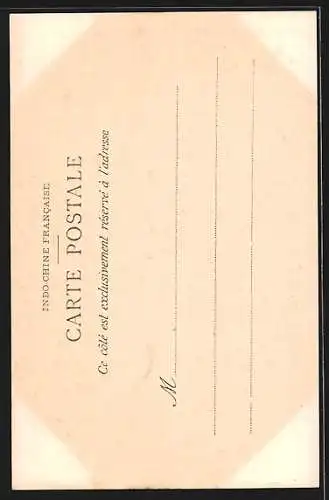 INDO-CHINE FRANÇAISE
CARTE POSTALE
Ce côté est exclusivement réservé à l'adresse
M